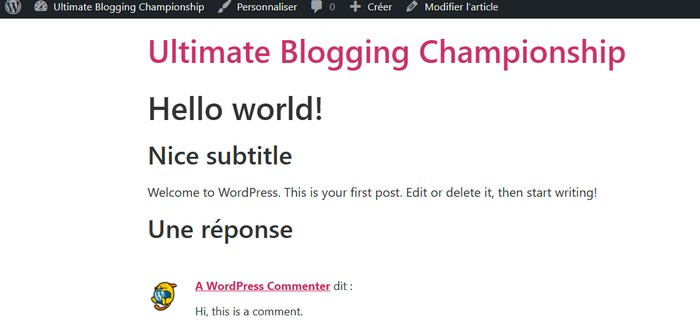 Ultimate Blogging Championship Personnaliser 0 Créer Modifier l'article
Ultimate Blogging Championship
Hello world!
Nice subtitle
Welcome to WordPress. This is your first post. Edit or delete it, then start writing!
Une réponse
A WordPress Commenter dit :
Hi, this is a comment.